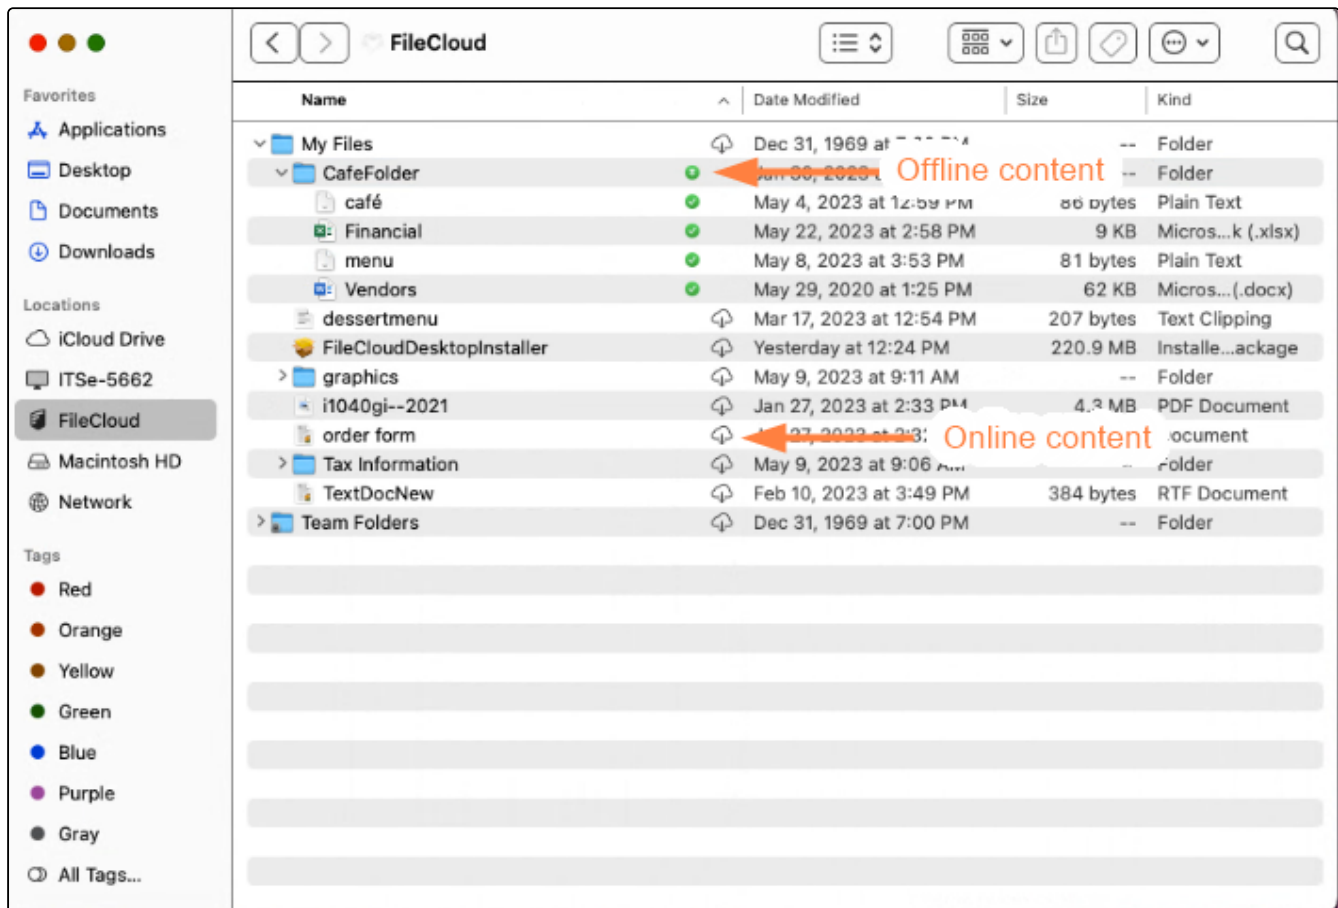 FileCloud
Favorites
Applications
Desktop
Documents
Downloads
Locations
iCloud Drive
ITSe-5662
FileCloud
Macintosh HD
Network
Tags
Red
Orange
Yellow
Green
Blue
Purple
Gray
All Tags...
Name Date Modified Size Kind
My Files Dec 31, 1969 at -- Folder
CafeFolder Offline content -- Folder
café May 4, 2023 at 12:59 PM 86 bytes Plain Text
Financial May 22, 2023 at 2:58 PM 9 KB Micros...k (.xlsx)
menu May 8, 2023 at 3:53 PM 81 bytes Plain Text
Vendors May 29, 2020 at 1:25 PM 62 KB Micros...(.docx)
dessertmenu Mar 17, 2023 at 12:54 PM 207 bytes Text Clipping
FileCloudDesktopInstaller Yesterday at 12:24 PM 220.9 MB Installe...ackage
graphics May 9, 2023 at 9:11 AM -- Folder
i1040gi--2021 Jan 27, 2023 at 2:33 PM 4.3 MB PDF Document
order form Online content
Tax Information May 9, 2023 at 9:06 AM -- Folder
TextDocNew Feb 10, 2023 at 3:49 PM 384 bytes RTF Document
Team Folders Dec 31, 1969 at 7:00 PM -- Folder